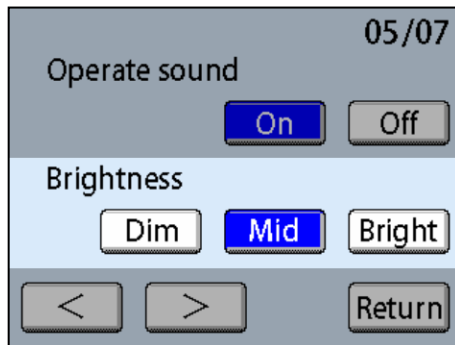 05/07
Operate sound
On Off
Brightness
Dim Mid Bright
< > Return